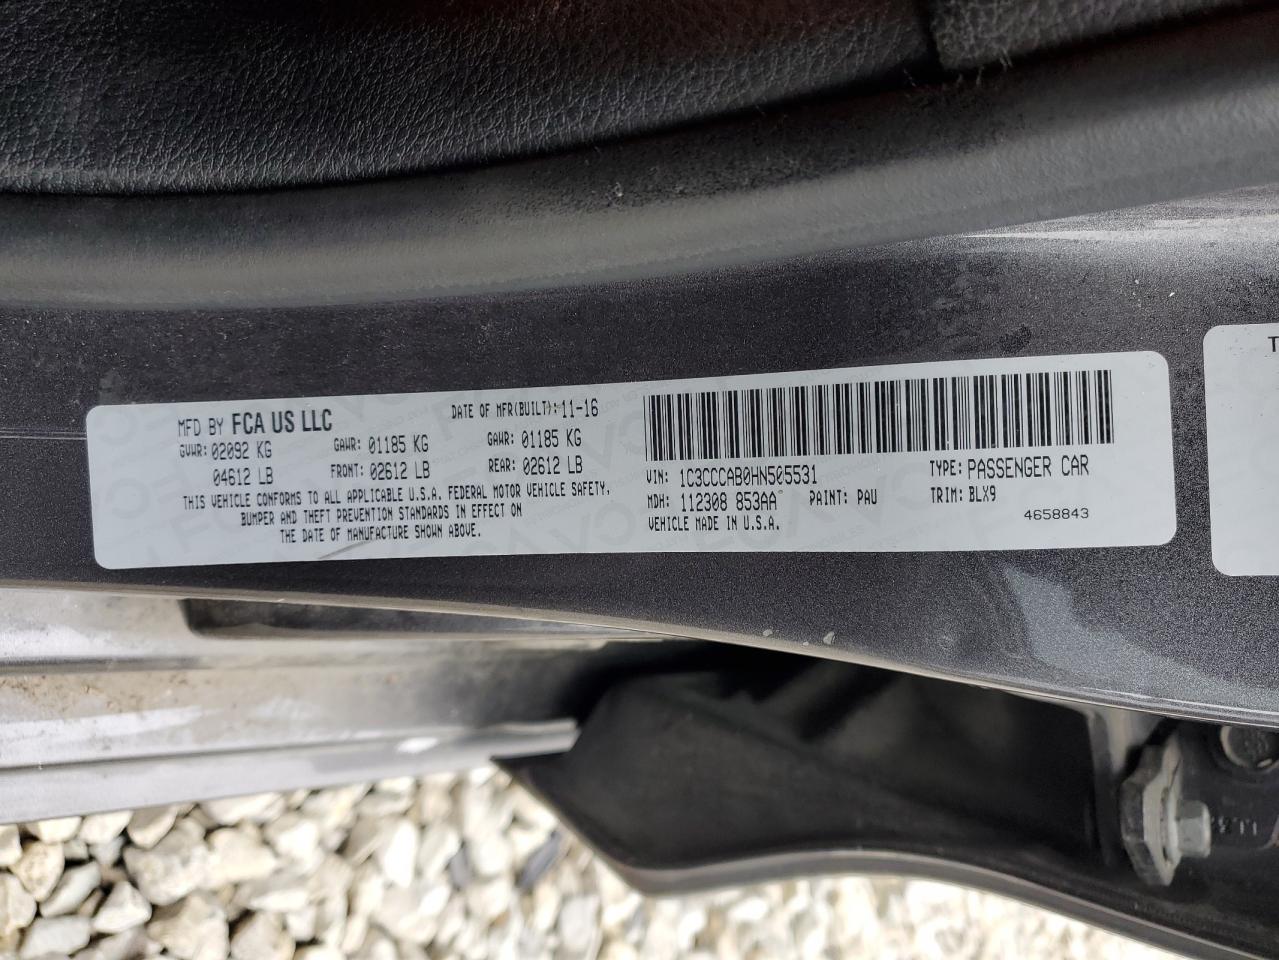 MFD BY FCA US LLC DATE OF MFR(BUILT):11-16
GVWR:02092 KG GAWR: 01185 KG GAWR: 01185 KG
04612 LB FRONT: 02612 LB REAR: 02612 LB
THIS VEHICLE CONFORMS TO ALL APPLICABLE U.S.A. FEDERAL MOTOR VEHICLE SAFETY,
BUMPER AND THEFT PREVENTION STANDARDS IN EFFECT ON
THE DATE OF MANUFACTURE SHOWN ABOVE.
VIN: 1C3CCCAB0HN505531 TYPE: PASSENGER CAR
MDH: 112308 853AA PAINT: PAU TRIM: BLX9
VEHICLE MADE IN U.S.A. 4658843
T